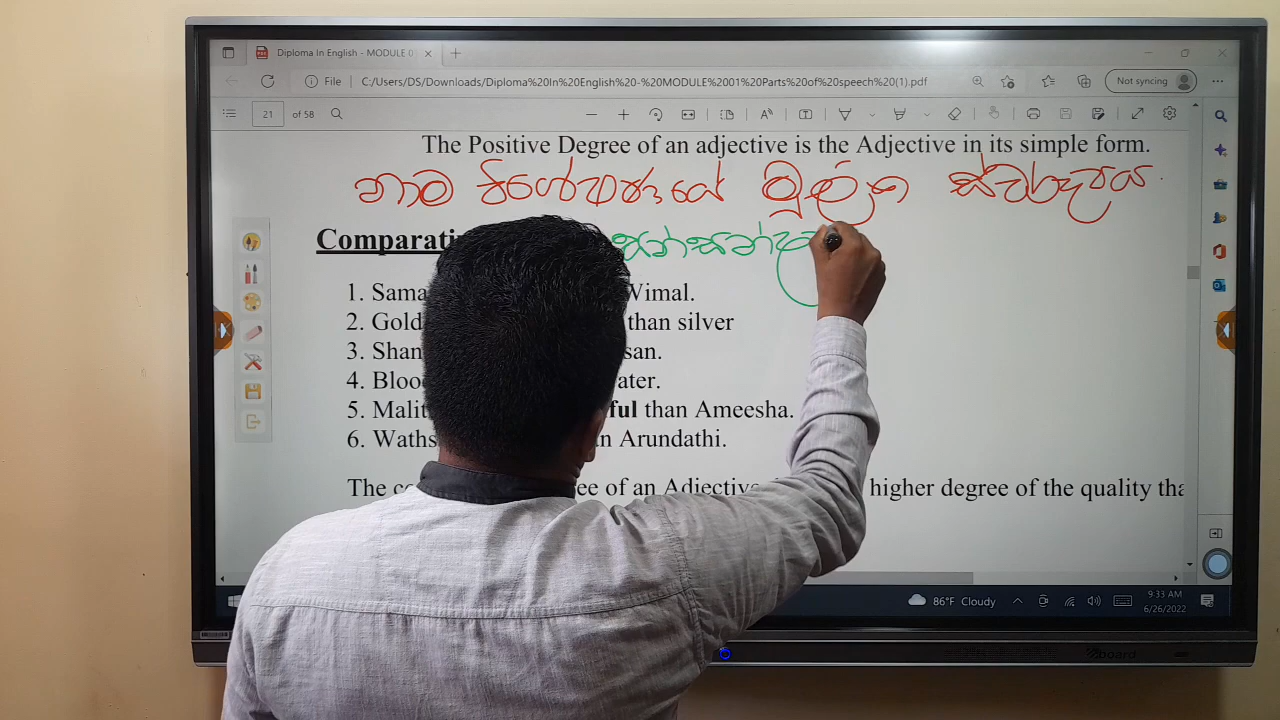 Diploma In English - MODULE 0
File C:/Users/DS/Downloads/Diploma%20In%20English%20-%20MODULE%2001%20Parts%20of%20speech%20(1).pdf Not syncing
21 of 58
The Positive Degree of an adjective is the Adjective in its simple form.
නාම විශේෂණයේ මූලික ස්වරූපය.
Comparati
1. Sama Wimal.
2. Gold than silver
3. Shan san.
4. Bloo ater.
5. Malit ful than Ameesha.
6. Waths an Arundathi.
The co ee of an Adjective higher degree of the quality tha
86°F Cloudy
9:33 AM
6/26/2022